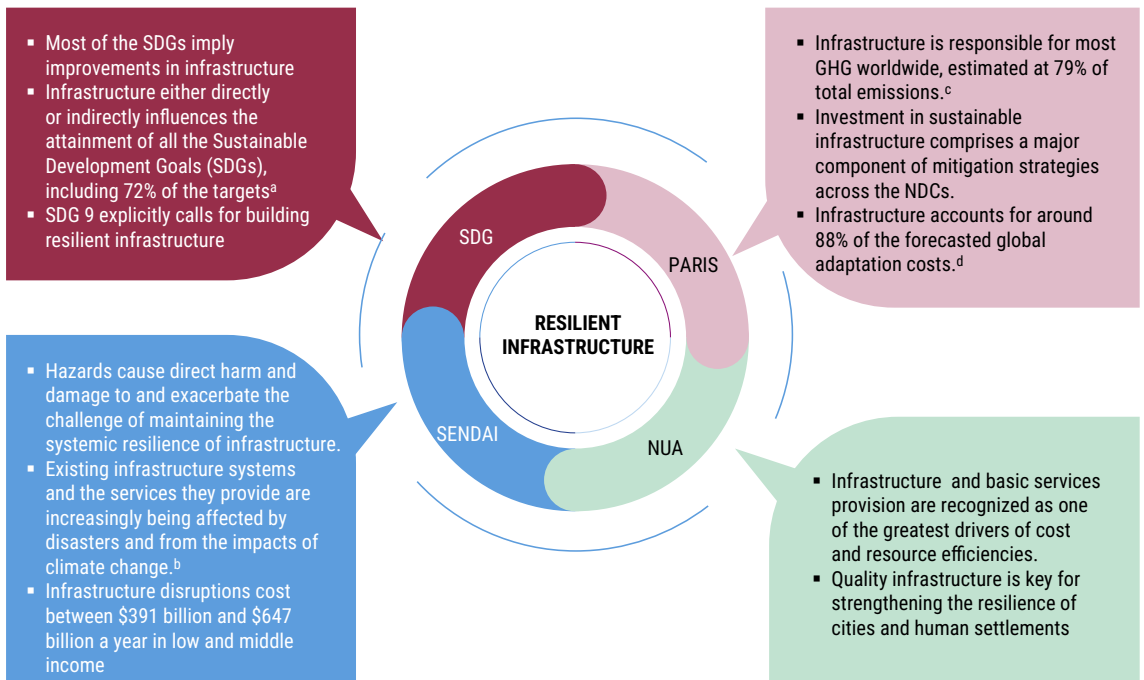 ▪ Most of the SDGs imply
improvements in infrastructure
▪ Infrastructure either directly
or indirectly influences the
attainment of all the Sustainable
Development Goals (SDGs),
including 72% of the targetsᵃ
▪ SDG 9 explicitly calls for building
resilient infrastructure
▪ Infrastructure is responsible for most
GHG worldwide, estimated at 79% of
total emissions.ᶜ
▪ Investment in sustainable
infrastructure comprises a major
component of mitigation strategies
across the NDCs.
▪ Infrastructure accounts for around
88% of the forecasted global
adaptation costs.ᵈ
SDG
PARIS
RESILIENT
INFRASTRUCTURE
SENDAI
NUA
▪ Hazards cause direct harm and
damage to and exacerbate the
challenge of maintaining the
systemic resilience of infrastructure.
▪ Existing infrastructure systems
and the services they provide are
increasingly being affected by
disasters and from the impacts of
climate change.ᵇ
▪ Infrastructure disruptions cost
between $391 billion and $647
billion a year in low and middle
income
▪ Infrastructure and basic services
provision are recognized as one
of the greatest drivers of cost
and resource efficiencies.
▪ Quality infrastructure is key for
strengthening the resilience of
cities and human settlements